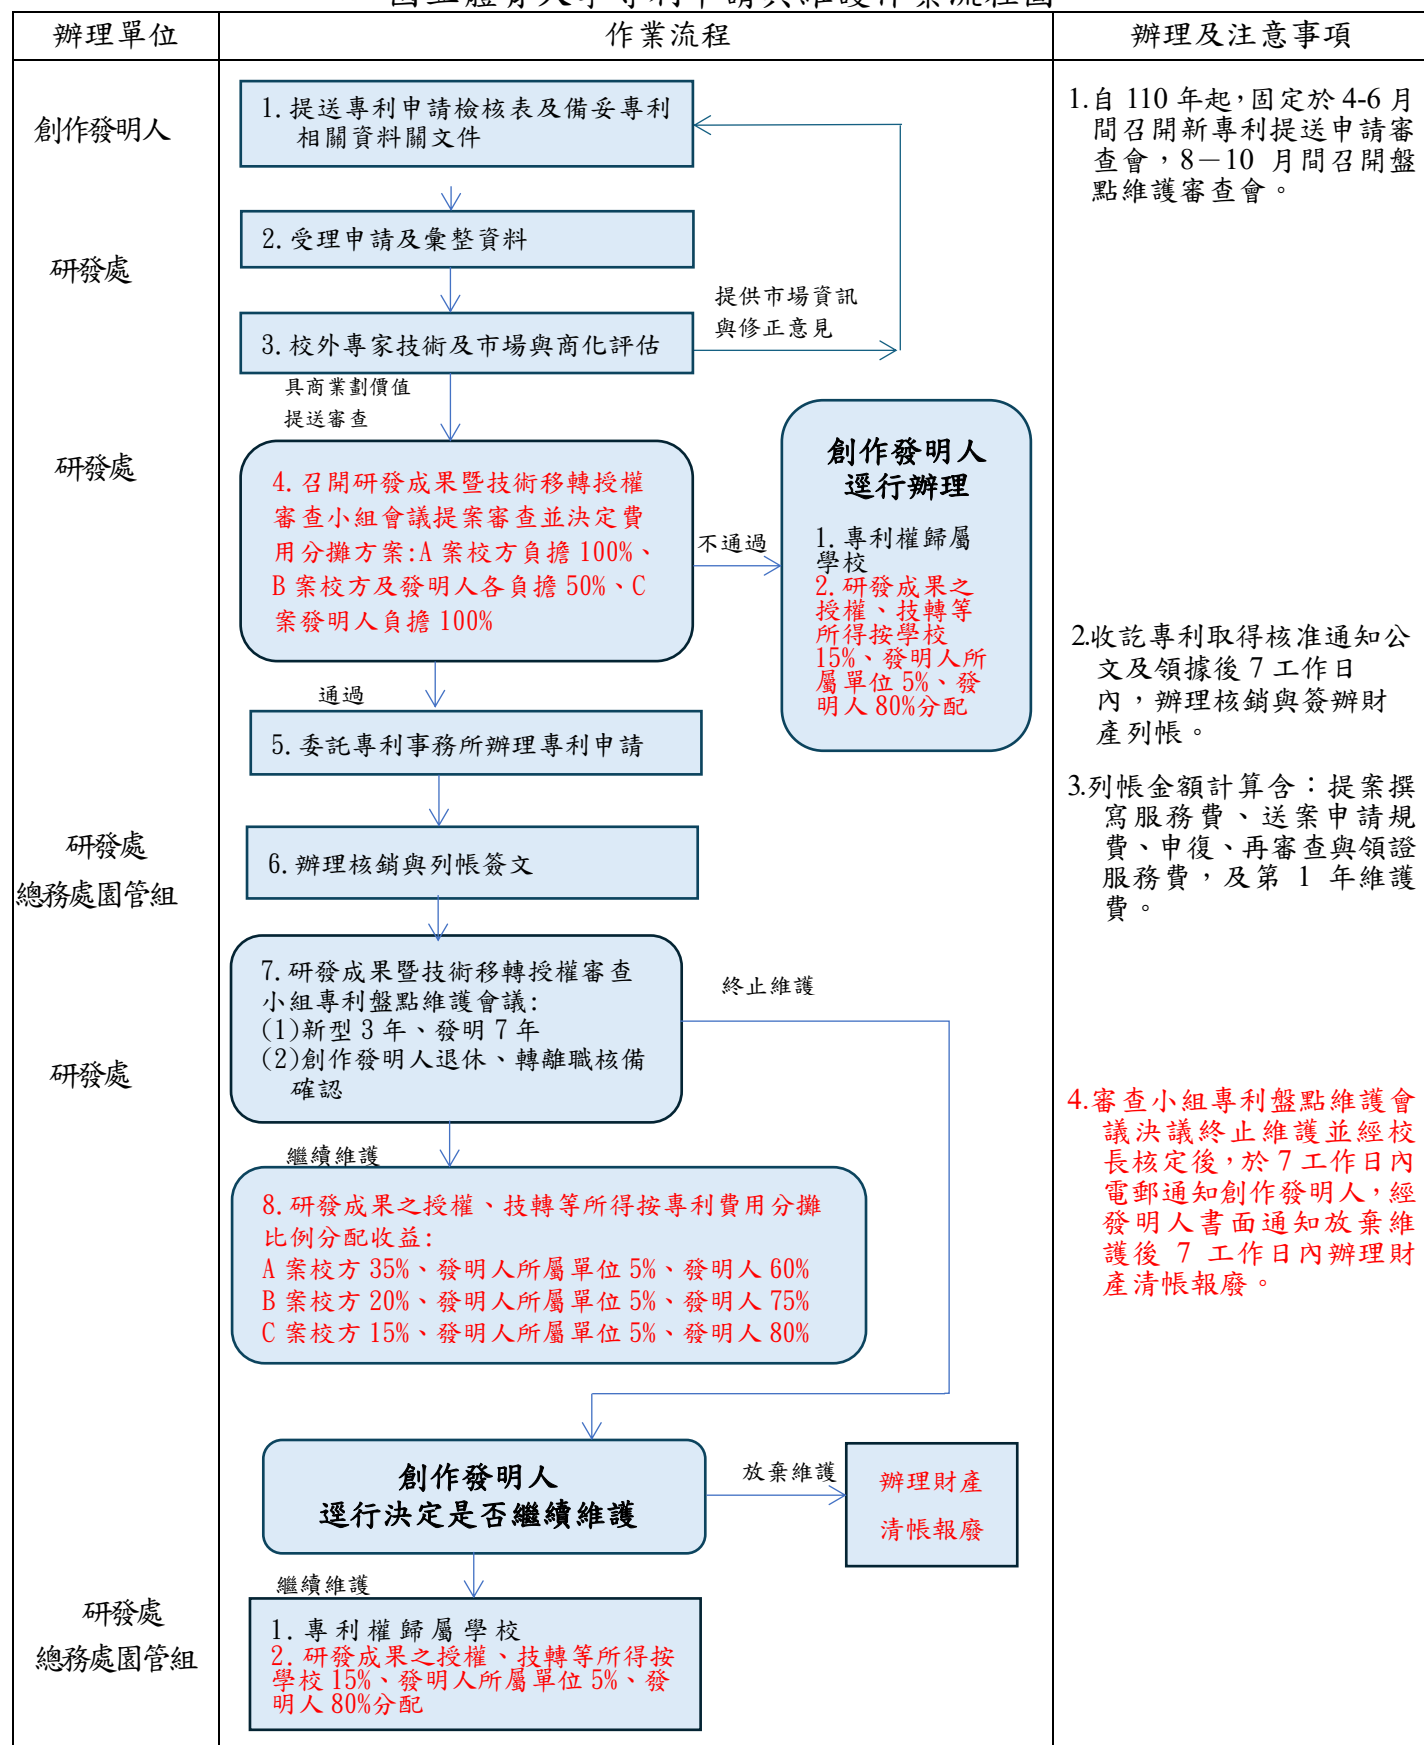 國立體育大學專利申請與維護作業流程圖
辦理單位
作業流程
辦理及注意事項
創作發明人
1.提送專利申請檢核表及備妥專利
相關資料關文件
1.自 110 年起，固定於 4-6 月
間召開新專利提送申請審
查會，8－10 月間召開盤
點維護審查會。
研發處
2.受理申請及彙整資料
提供市場資訊
與修正意見
3.校外專家技術及市場與商化評估
具商業劃價值
提送審查
研發處
4.召開研發成果暨技術移轉授權
審查小組會議提案審查並決定費
用分攤方案:A 案校方負擔 100%、
B 案校方及發明人各負擔 50%、C
案發明人負擔 100%
不通過
創作發明人
逕行辦理
1.專利權歸屬
學校
2.研發成果之
授權、技轉等
所得按學校
15%、發明人所
屬單位 5%、發
明人 80%分配
通過
2.收訖專利取得核准通知公
文及領據後 7 工作日
內，辦理核銷與簽辦財
產列帳。
5.委託專利事務所辦理專利申請
3.列帳金額計算含：提案撰
寫服務費、送案申請規
費、申復、再審查與領證
服務費，及第 1 年維護
費。
研發處
總務處園管組
6.辦理核銷與列帳簽文
研發處
7.研發成果暨技術移轉授權審查
小組專利盤點維護會議:
(1)新型 3 年、發明 7 年
(2)創作發明人退休、轉離職核備
確認
終止維護
繼續維護
4.審查小組專利盤點維護會
議決議終止維護並經校
長核定後，於 7 工作日內
電郵通知創作發明人，經
發明人書面通知放棄維
護後 7 工作日內辦理財
產清帳報廢。
8.研發成果之授權、技轉等所得按專利費用分攤
比例分配收益:
A 案校方 35%、發明人所屬單位 5%、發明人 60%
B 案校方 20%、發明人所屬單位 5%、發明人 75%
C 案校方 15%、發明人所屬單位 5%、發明人 80%
創作發明人
逕行決定是否繼續維護
放棄維護
辦理財產
清帳報廢
繼續維護
研發處
總務處園管組
1.專利權歸屬學校
2.研發成果之授權、技轉等所得按
學校 15%、發明人所屬單位 5%、發
明人 80%分配